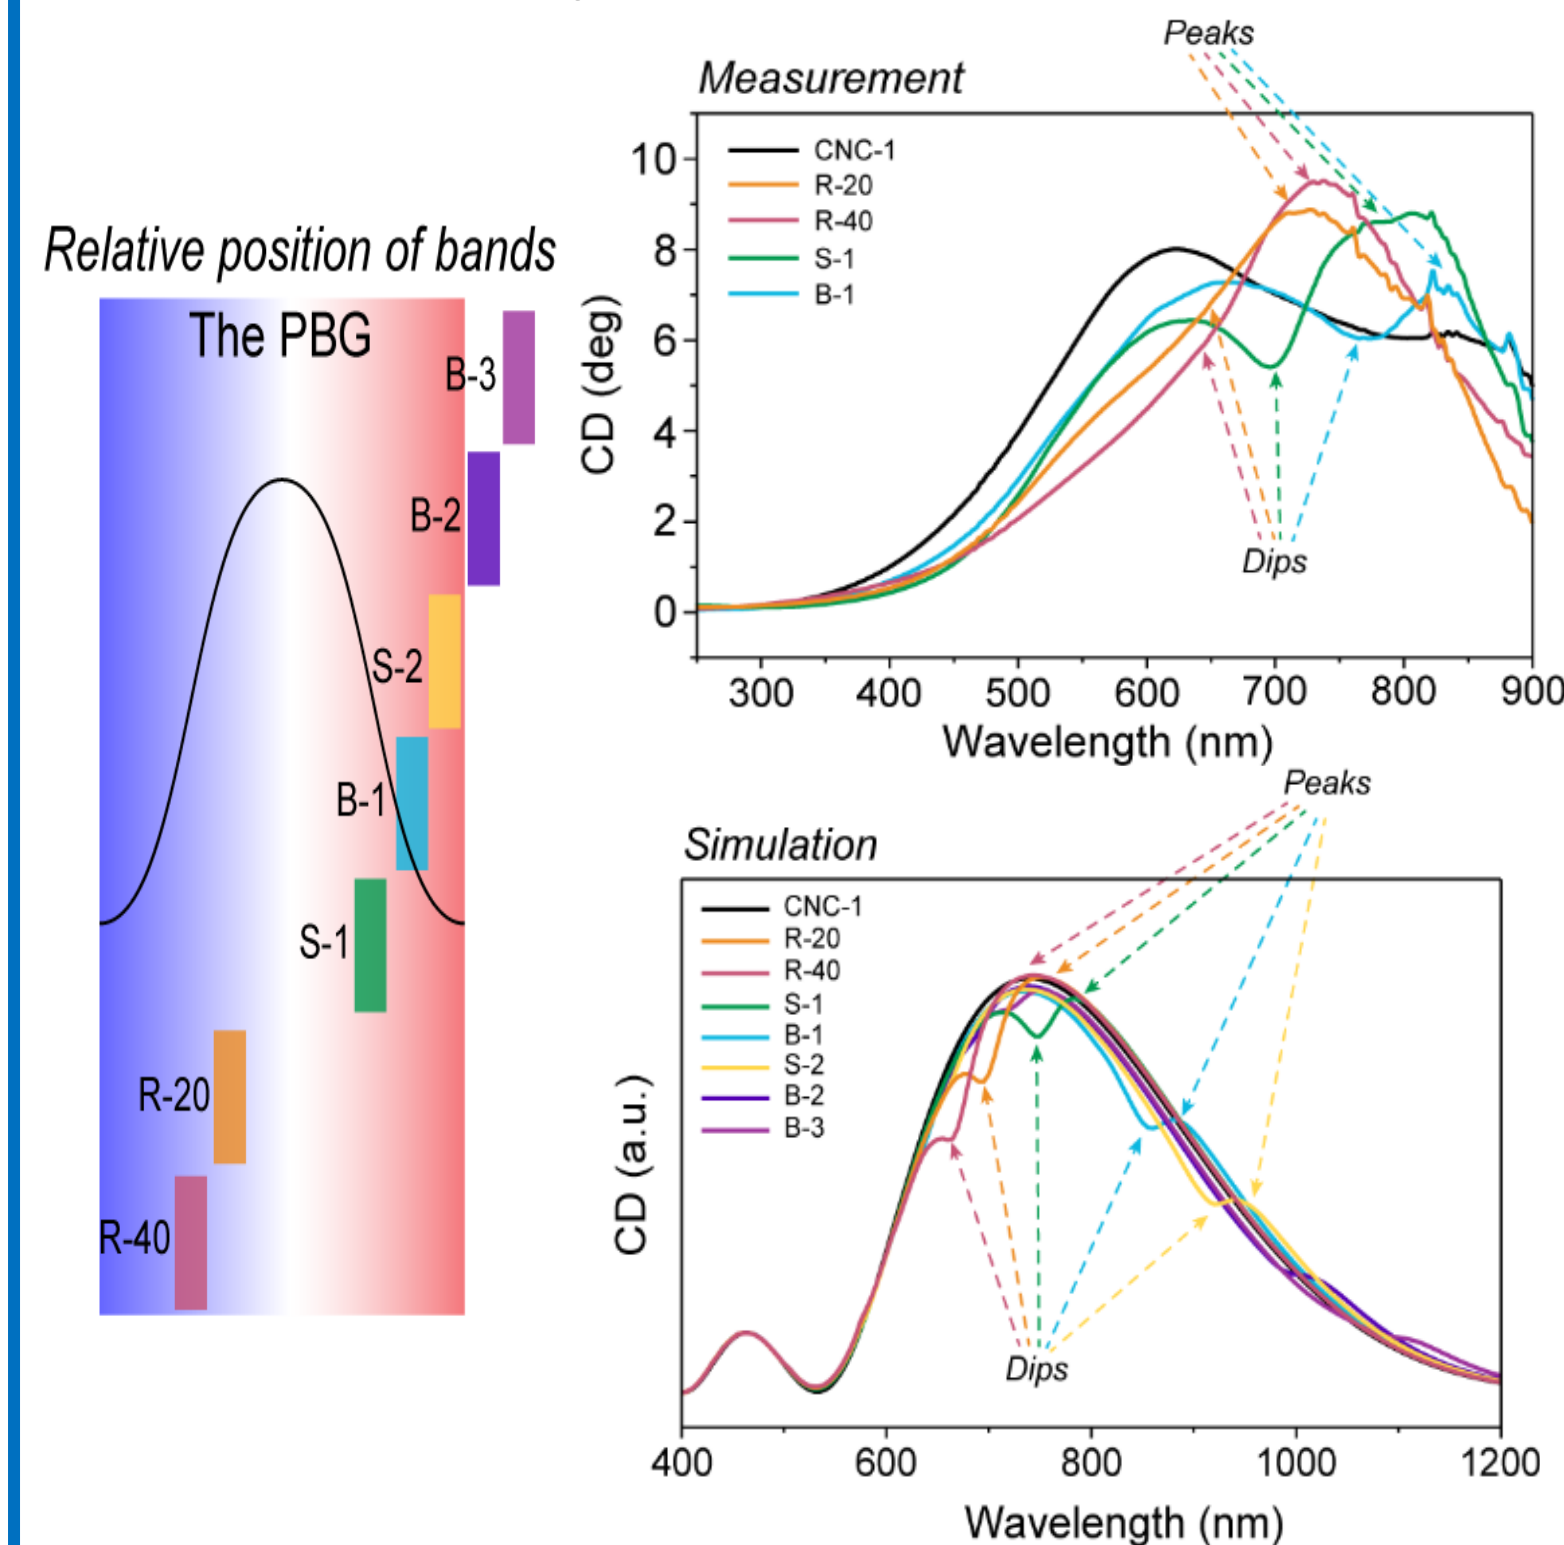 Relative position of bands
The PBG
B-3
B-2
S-2
B-1
S-1
R-20
R-40
Peaks
Measurement
CNC-1
R-20
R-40
S-1
B-1
10
8
6
4
2
0
CD (deg)
Dips
300 400 500 600 700 800 900
Wavelength (nm)
Peaks
Simulation
CNC-1
R-20
R-40
S-1
B-1
S-2
B-2
B-3
CD (a.u.)
Dips
400 600 800 1000 1200
Wavelength (nm)